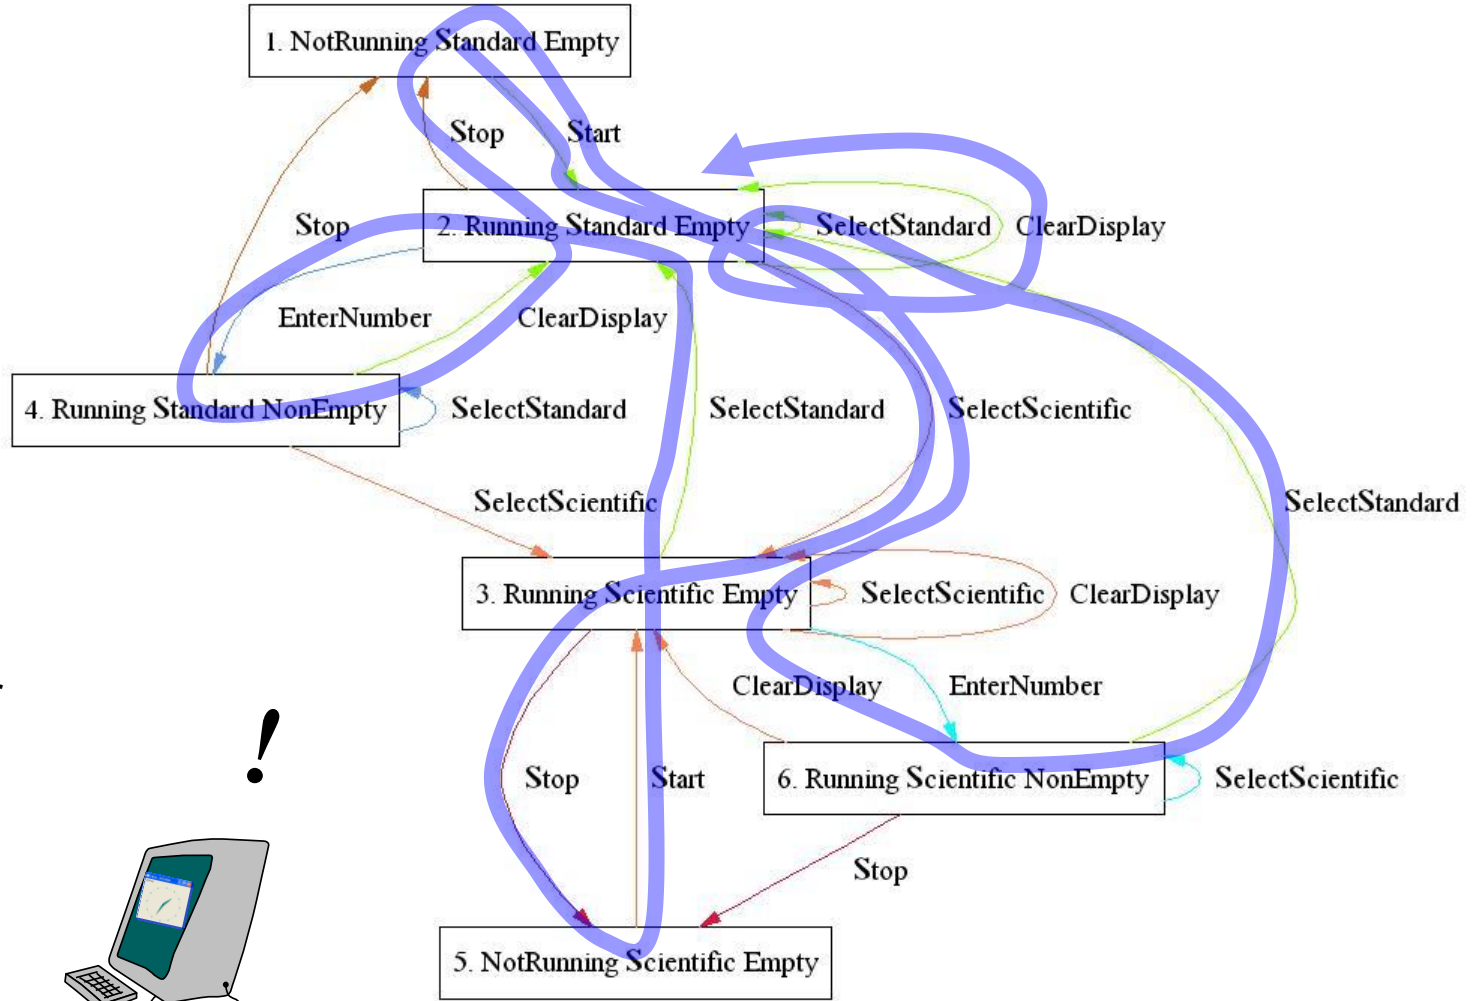 1. NotRunning Standard Empty
Stop
Start
2. Running Standard Empty
SelectStandard
ClearDisplay
Stop
EnterNumber
ClearDisplay
4. Running Standard NonEmpty
SelectStandard
SelectStandard
SelectScientific
SelectScientific
SelectStandard
3. Running Scientific Empty
SelectScientific
ClearDisplay
ClearDisplay
EnterNumber
!
Stop
Start
6. Running Scientific NonEmpty
SelectScientific
Stop
5. NotRunning Scientific Empty